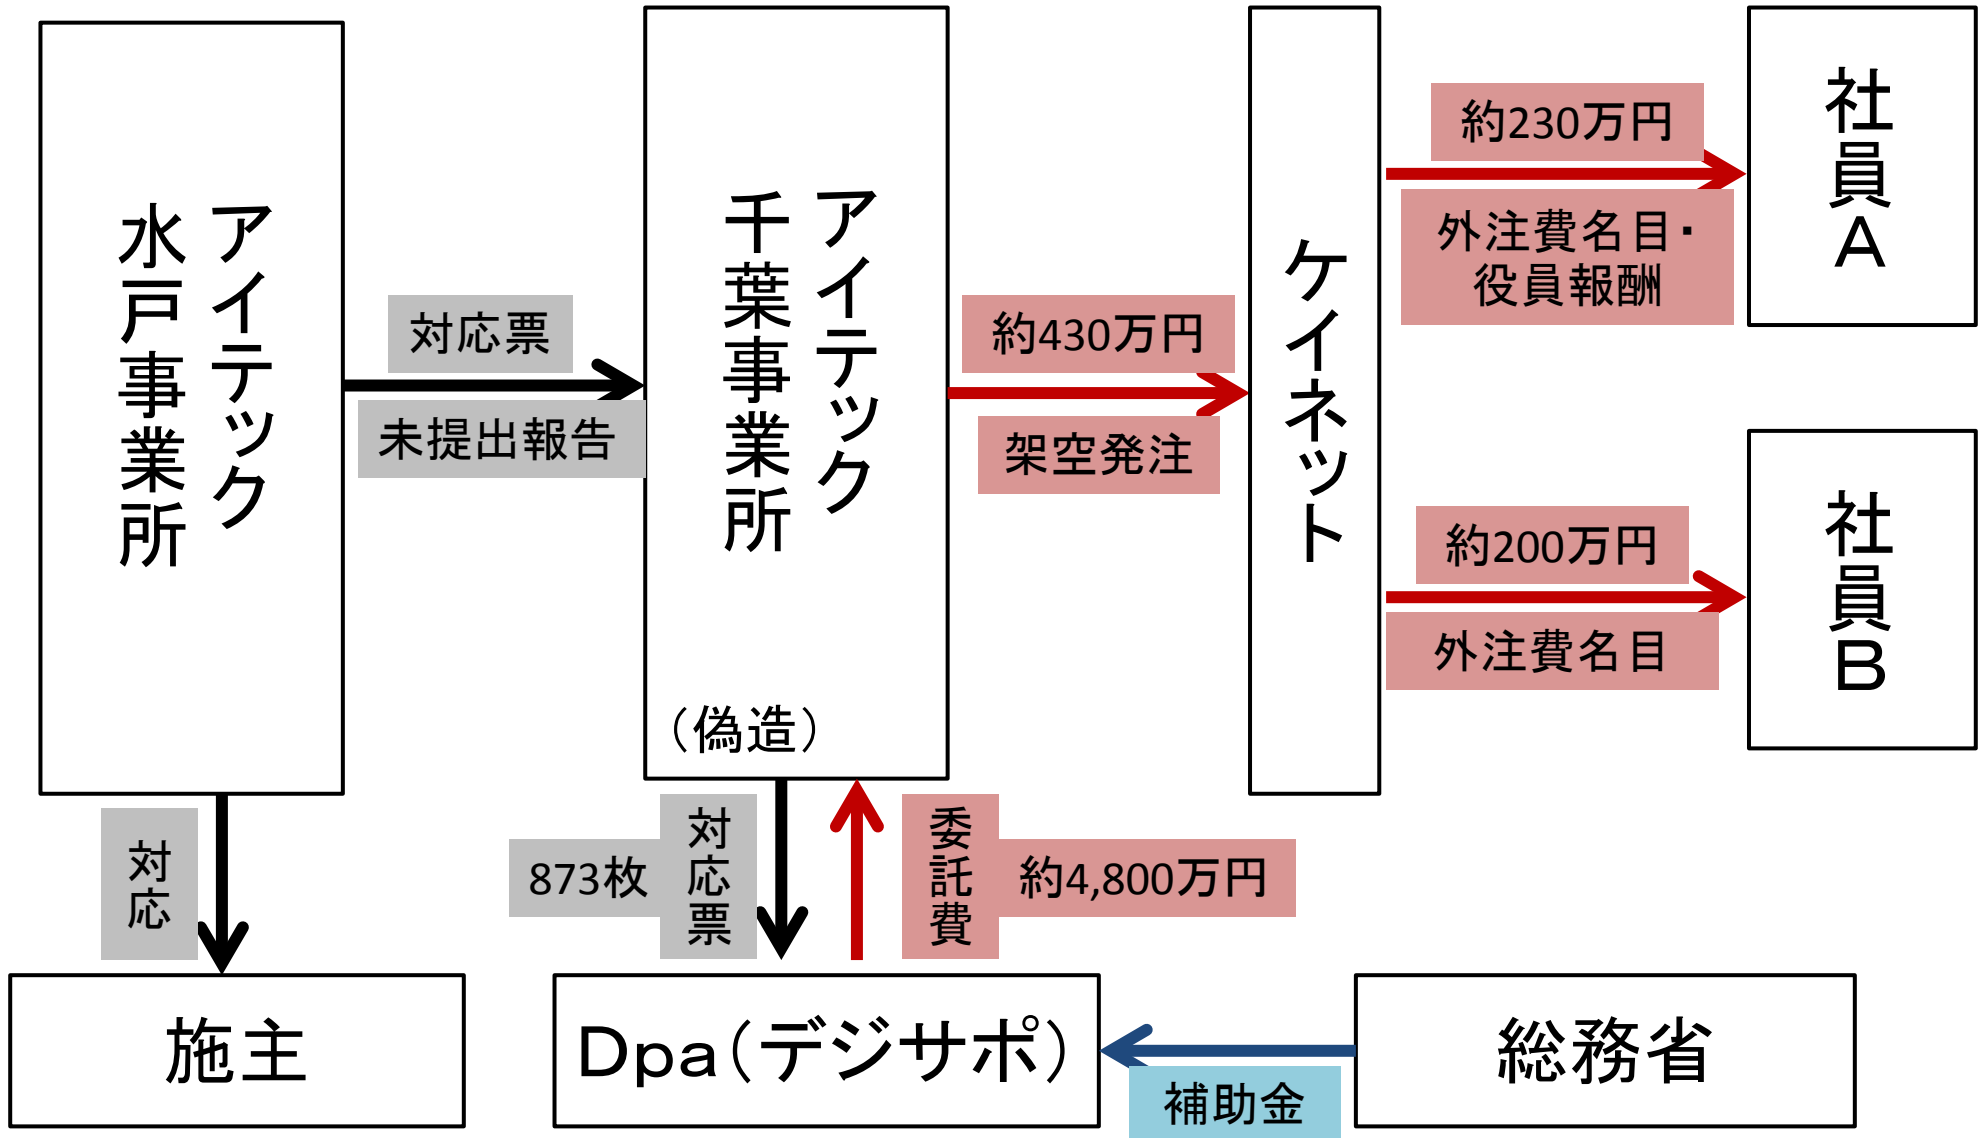 アイテック
水戸事業所
対応票
未提出報告
アイテック
千葉事業所
（偽造）
約430万円
架空発注
ケイネット
約230万円
外注費名目・
役員報酬
社員Ａ
約200万円
外注費名目
社員Ｂ
対応
873枚
対応票
委託費
約4,800万円
施主
Ｄｐａ（デジサポ）
補助金
総務省